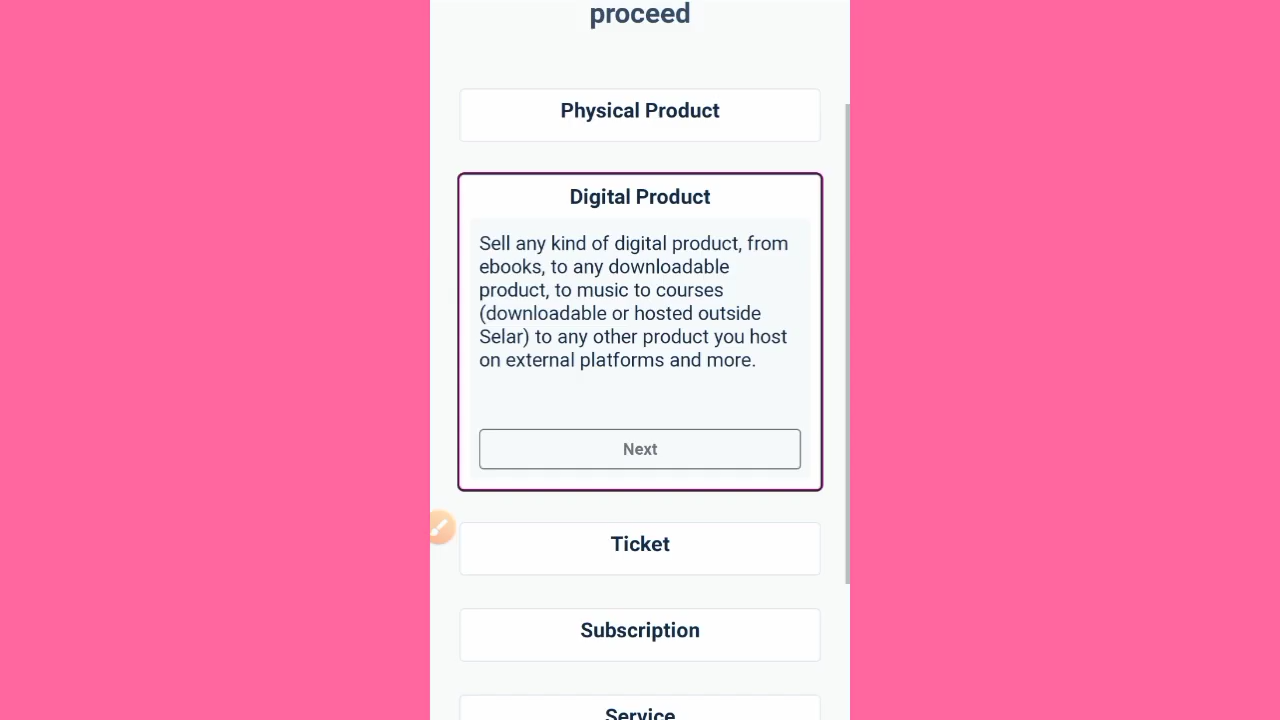 proceed
Physical Product
Digital Product
Sell any kind of digital product, from
ebooks, to any downloadable
product, to music to courses
(downloadable or hosted outside
Selar) to any other product you host
on external platforms and more.
Next
Ticket
Subscription
Service